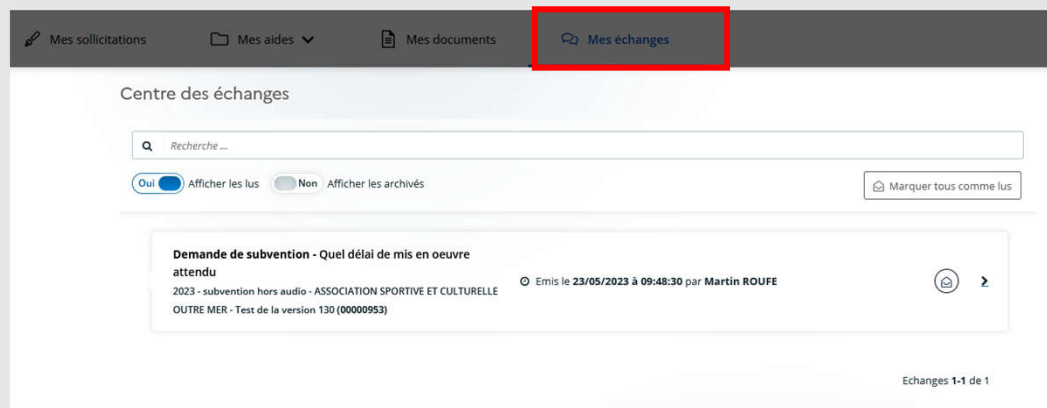 Mes sollicitations Mes aides Mes documents Mes échanges
Centre des échanges
Recherche ...
Oui Afficher les lus Non Afficher les archivés Marquer tous comme lus
Demande de subvention - Quel délai de mis en oeuvre
attendu
2023 - subvention hors audio - ASSOCIATION SPORTIVE ET CULTURELLE
OUTRE MER - Test de la version 130 (00000953)
Emis le 23/05/2023 à 09:48:30 par Martin ROUFE
Echanges 1-1 de 1